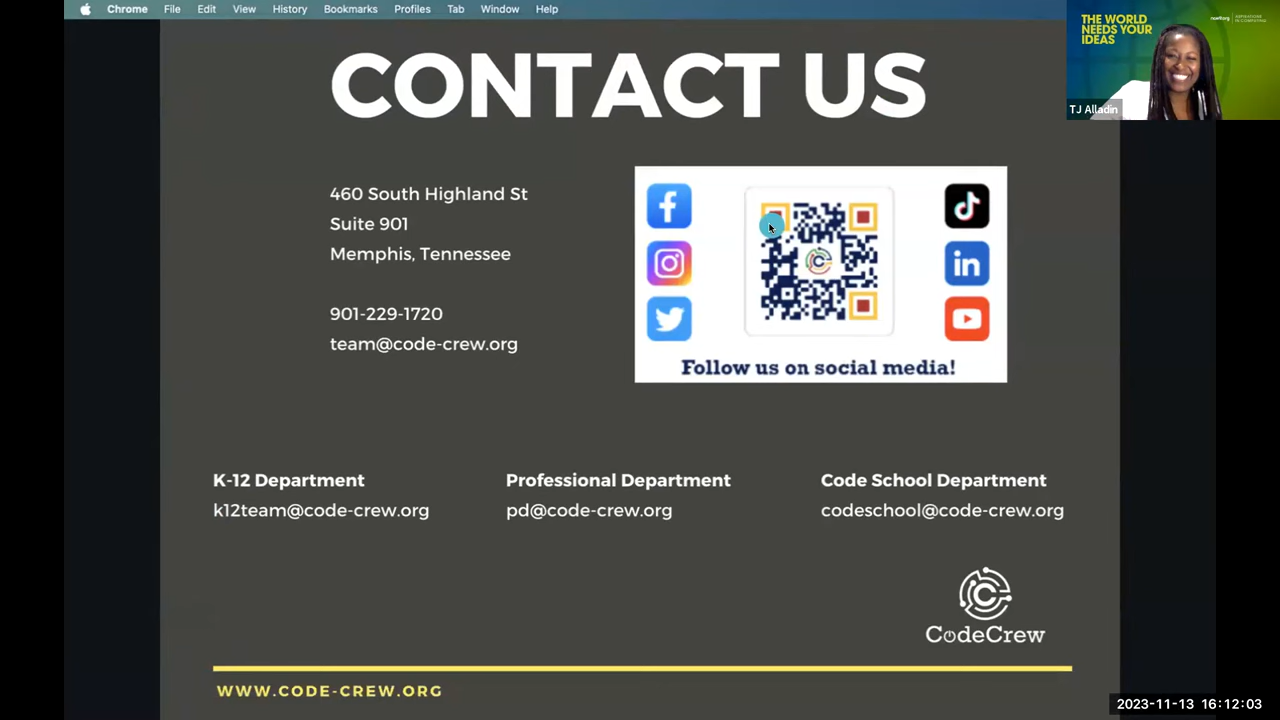 Chrome File Edit View History Bookmarks Profiles Tab Window Help
THE WORLD
NEEDS YOUR
IDEAS
TJ Alladin
CONTACT US
460 South Highland St
Suite 901
Memphis, Tennessee
901-229-1720
team@code-crew.org
Follow us on social media!
K-12 Department
k12team@code-crew.org
Professional Department
pd@code-crew.org
Code School Department
codeschool@code-crew.org
CodeCrew
WWW.CODE-CREW.ORG
2023-11-13 16:12:03